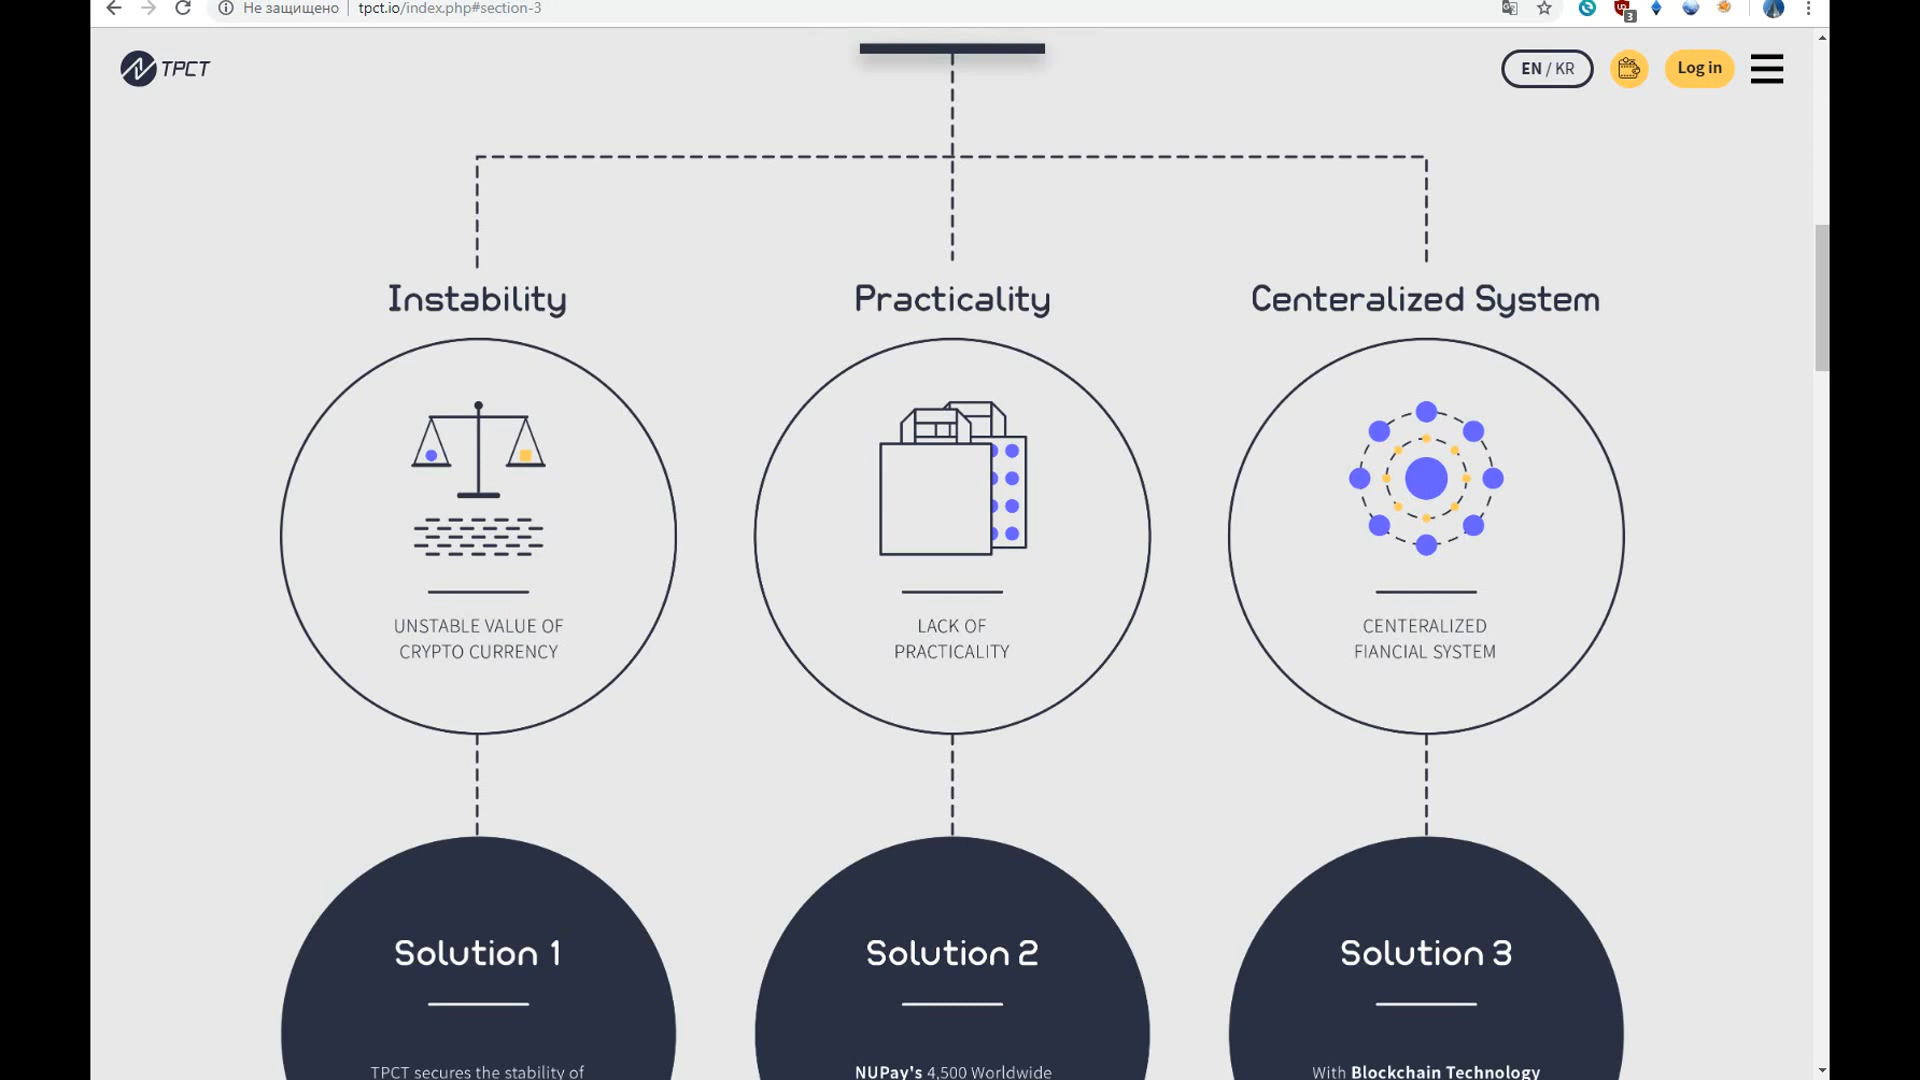 Не защищено
tpct.io/index.php#section-3
3
TPCT
EN / KR
Log in
Instability
Practicality
Centeralized System
UNSTABLE VALUE OF
CRYPTO CURRENCY
LACK OF
PRACTICALITY
CENTERALIZED
FIANCIAL SYSTEM
Solution 1
Solution 2
Solution 3
TPCT secures the stability of
NUPay's 4,500 Worldwide
With Blockchain Technology